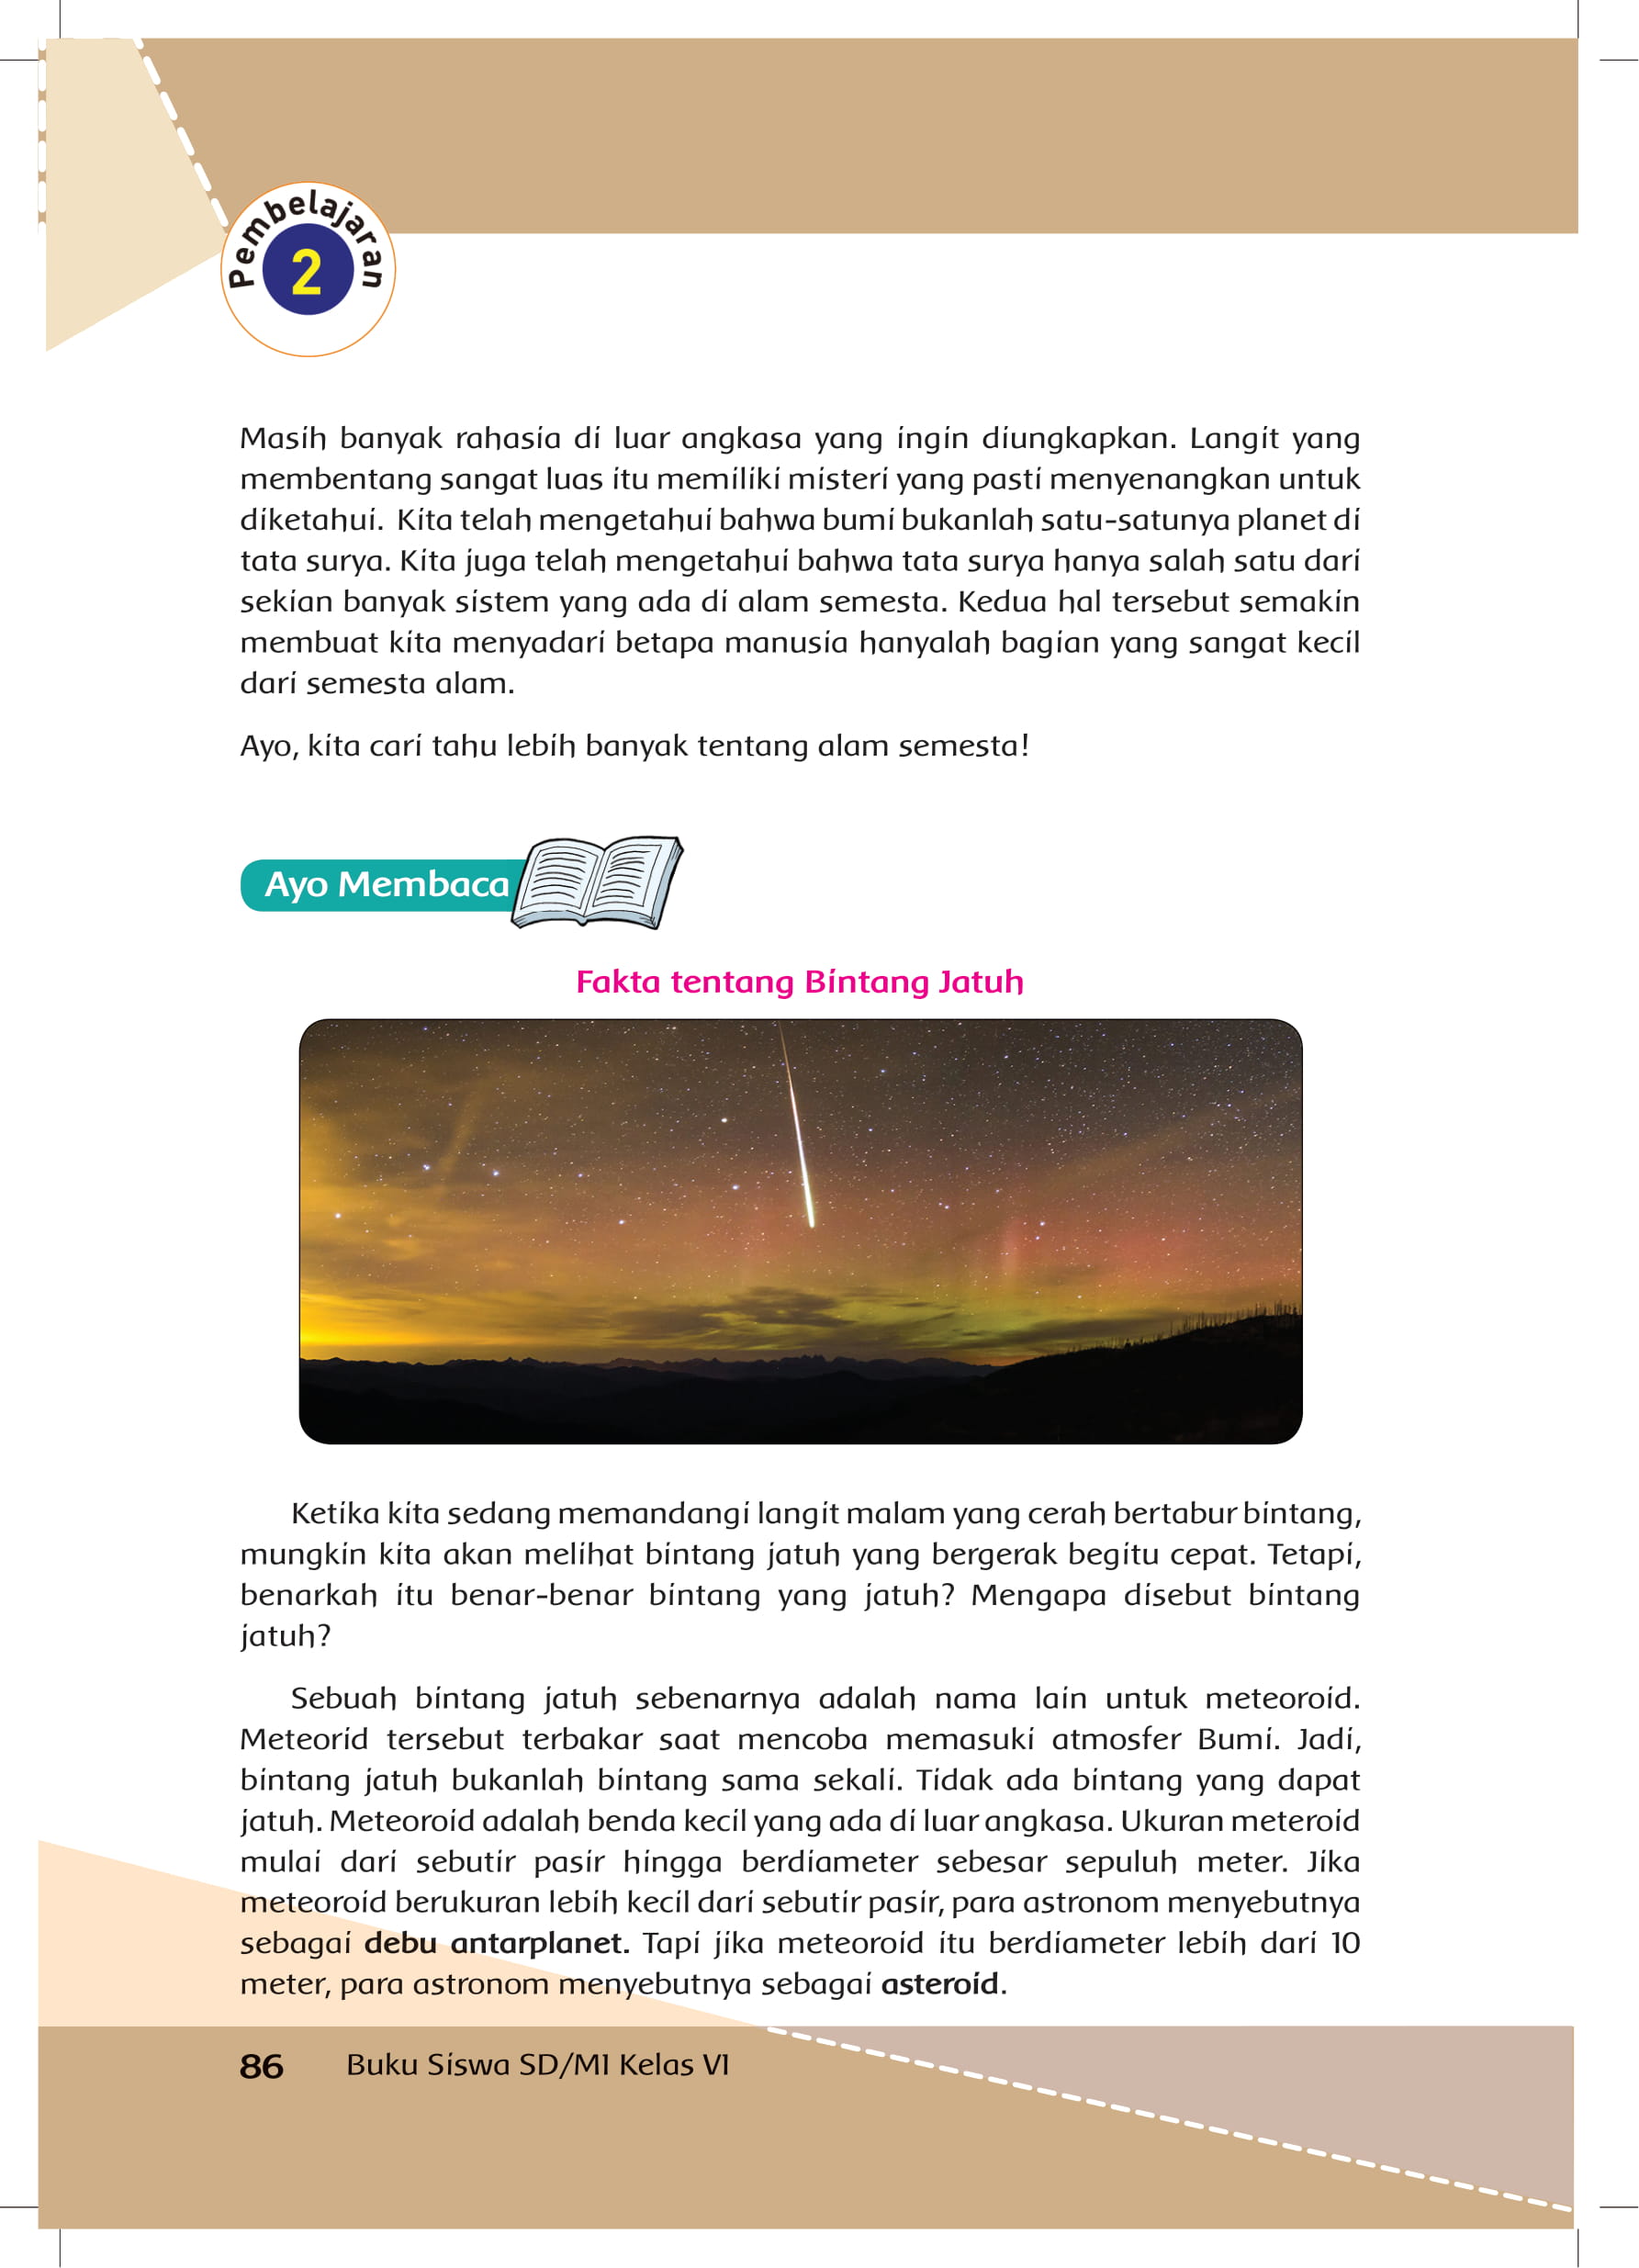 Pembelajaran
2
Masih banyak rahasia di luar angkasa yang ingin diungkapkan. Langit yang
membentang sangat luas itu memiliki misteri yang pasti menyenangkan untuk
diketahui. Kita telah mengetahui bahwa bumi bukanlah satu-satunya planet di
tata surya. Kita juga telah mengetahui bahwa tata surya hanya salah satu dari
sekian banyak sistem yang ada di alam semesta. Kedua hal tersebut semakin
membuat kita menyadari betapa manusia hanyalah bagian yang sangat kecil
dari semesta alam.
Ayo, kita cari tahu lebih banyak tentang alam semesta!
Ayo Membaca
Fakta tentang Bintang Jatuh
Ketika kita sedang memandangi langit malam yang cerah bertabur bintang,
mungkin kita akan melihat bintang jatuh yang bergerak begitu cepat. Tetapi,
benarkah itu benar-benar bintang yang jatuh? Mengapa disebut bintang
jatuh?
Sebuah bintang jatuh sebenarnya adalah nama lain untuk meteoroid.
Meteorid tersebut terbakar saat mencoba memasuki atmosfer Bumi. Jadi,
bintang jatuh bukanlah bintang sama sekali. Tidak ada bintang yang dapat
jatuh. Meteoroid adalah benda kecil yang ada di luar angkasa. Ukuran meteroid
mulai dari sebutir pasir hingga berdiameter sebesar sepuluh meter. Jika
meteoroid berukuran lebih kecil dari sebutir pasir, para astronom menyebutnya
sebagai debu antarplanet. Tapi jika meteoroid itu berdiameter lebih dari 10
meter, para astronom menyebutnya sebagai asteroid.
86 Buku Siswa SD/MI Kelas VI